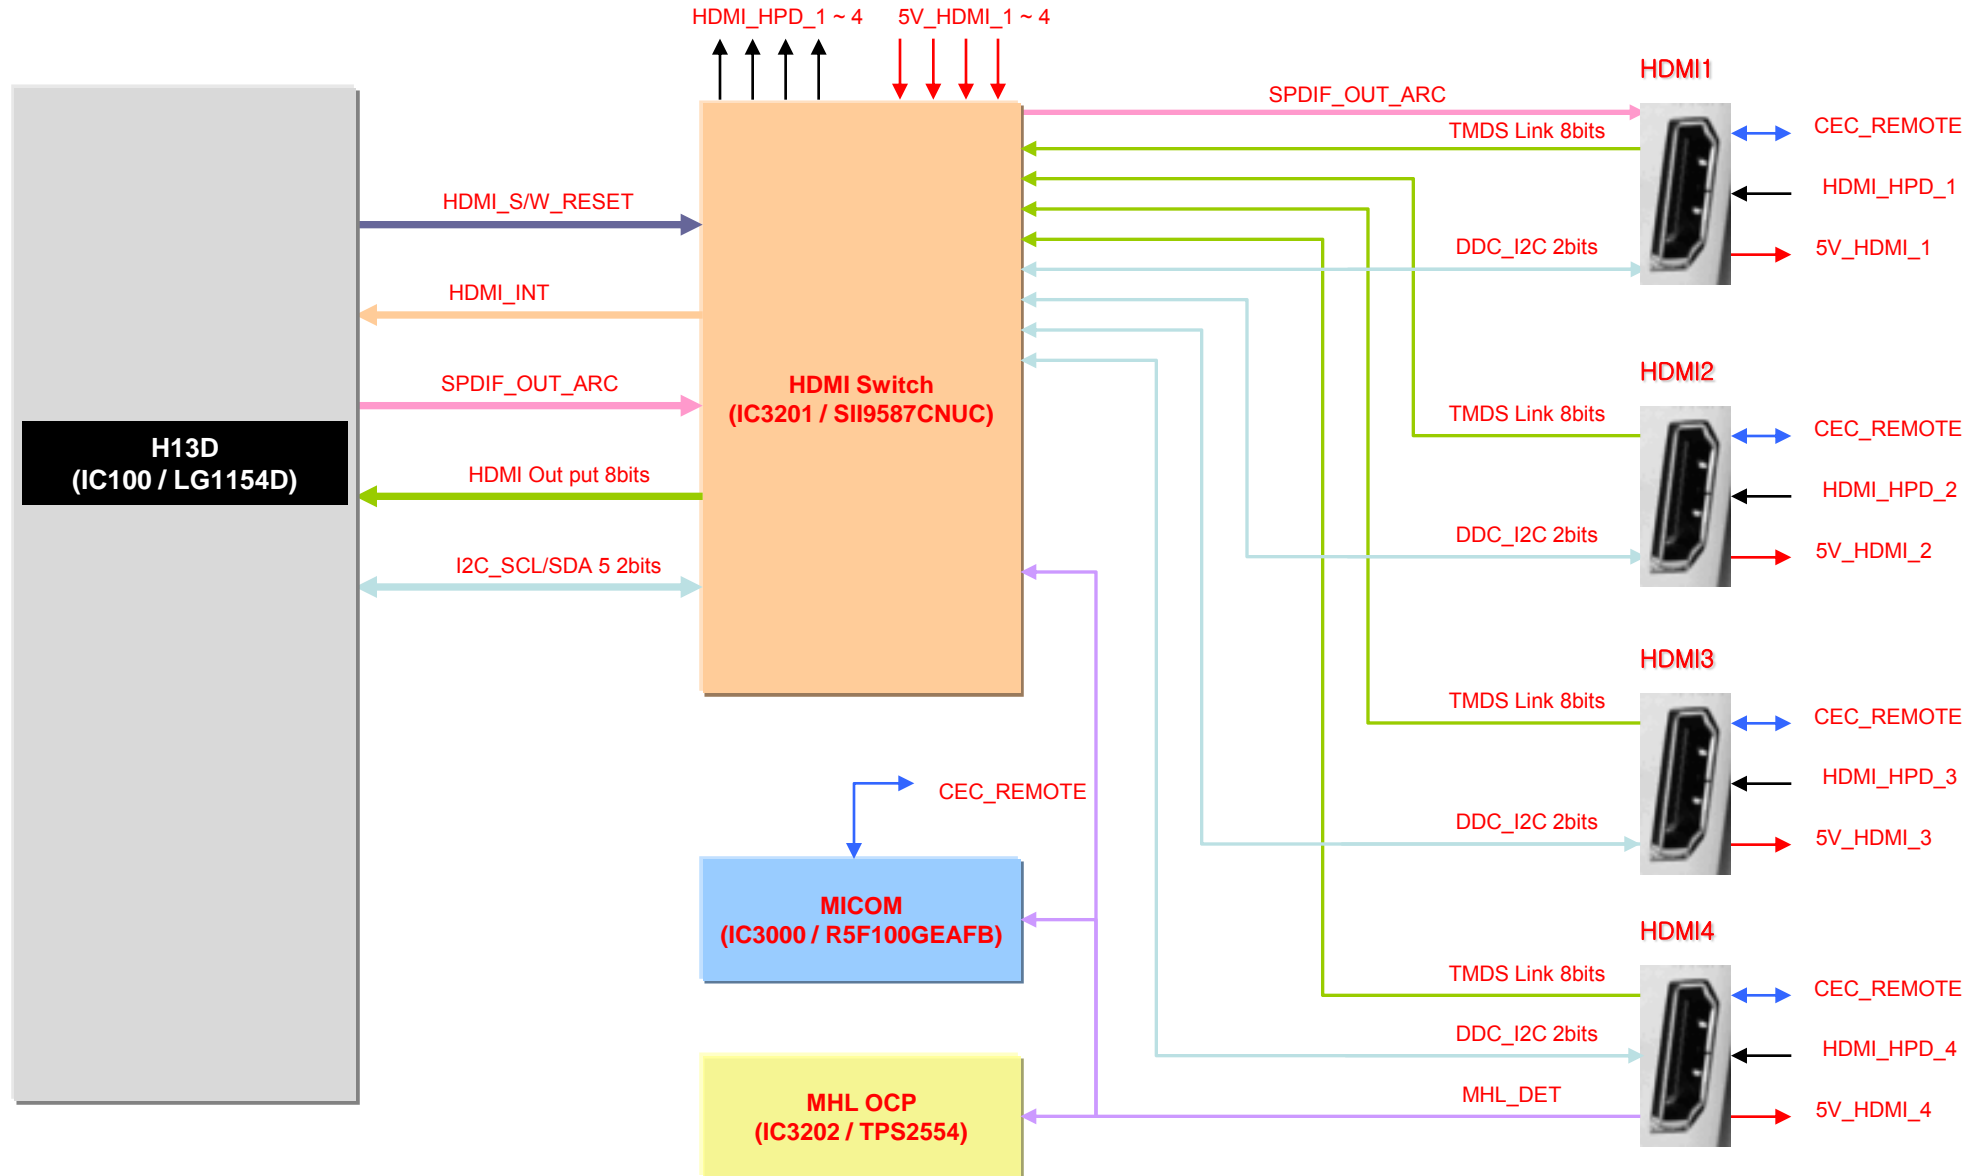 HDMI_HPD_1 ~ 4
5V_HDMI_1 ~ 4
HDMI1
SPDIF_OUT_ARC
TMDS Link 8bits
CEC_REMOTE
HDMI_HPD_1
HDMI_S/W_RESET
DDC_I2C 2bits
5V_HDMI_1
HDMI_INT
HDMI2
SPDIF_OUT_ARC
HDMI Switch
(IC3201 / SII9587CNUC)
TMDS Link 8bits
CEC_REMOTE
H13D
(IC100 / LG1154D)
HDMI Out put 8bits
HDMI_HPD_2
DDC_I2C 2bits
5V_HDMI_2
I2C_SCL/SDA 5 2bits
HDMI3
TMDS Link 8bits
CEC_REMOTE
HDMI_HPD_3
CEC_REMOTE
DDC_I2C 2bits
5V_HDMI_3
MICOM
(IC3000 / R5F100GEAFB)
HDMI4
TMDS Link 8bits
CEC_REMOTE
DDC_I2C 2bits
HDMI_HPD_4
MHL OCP
(IC3202 / TPS2554)
MHL_DET
5V_HDMI_4